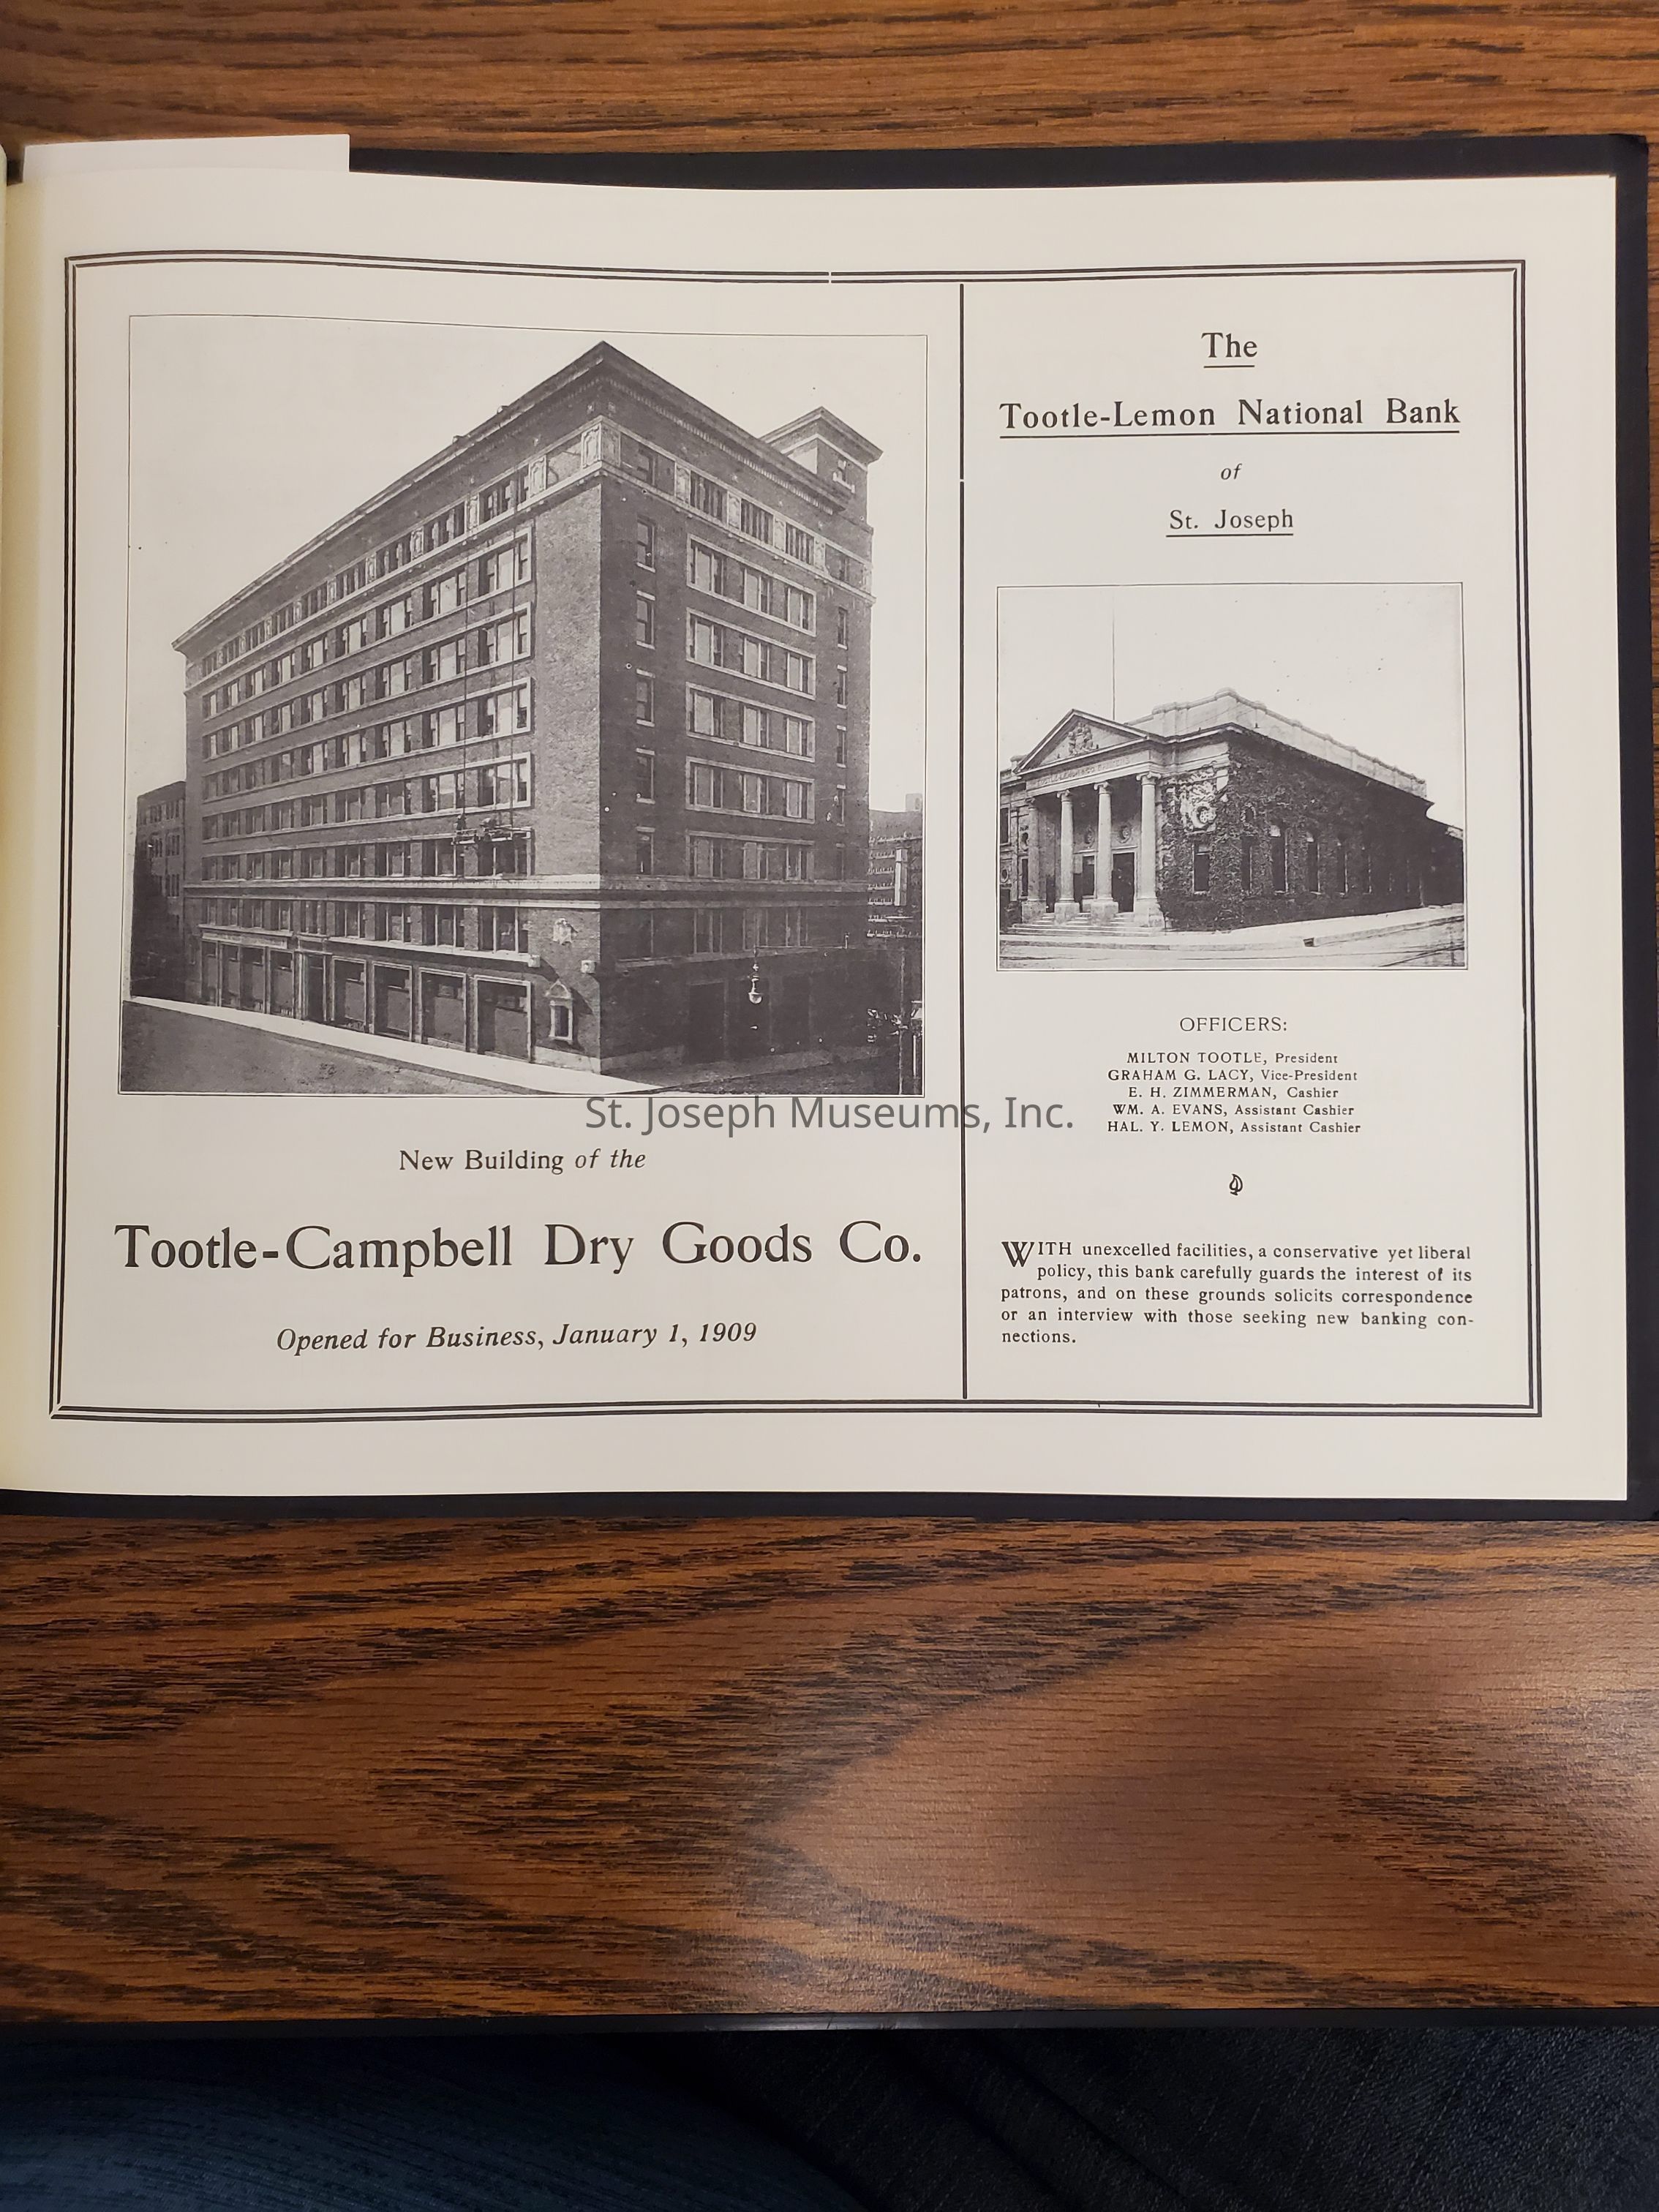 New Building of the
Tootle-Campbell Dry Goods Co.
Opened for Business, January 1, 1909
The
Tootle-Lemon National Bank
of
St. Joseph
OFFICERS:
MILTON TOOTLE, President
GRAHAM G. LACY, Vice-President
E. H. ZIMMERMAN, Cashier
WM. A. EVANS, Assistant Cashier
HAL. Y. LEMON, Assistant Cashier
WITH unexcelled facilities, a conservative yet liberal
policy, this bank carefully guards the interest of its
patrons, and on these grounds solicits correspondence
or an interview with those seeking new banking con-
nections.
St. Joseph Museums, Inc.